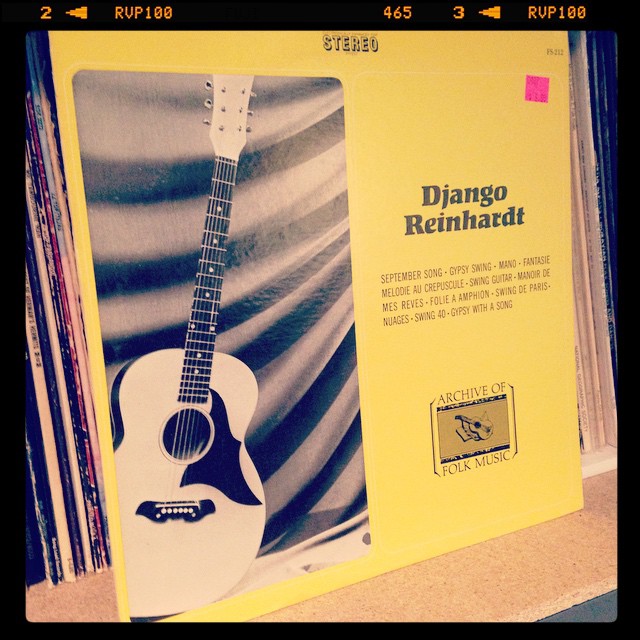 2 RVP100 465 3 RVP100
STEREO
FS-212
Django
Reinhardt
SEPTEMBER SONG • GYPSY SWING • MANO • FANTASIE
MELODIE AU CREPUSCULE • SWING GUITAR • MANOIR DE
MES REVES • FOLIE A AMPHION • SWING DE PARIS •
NUAGES • SWING 40 • GYPSY WITH A SONG
ARCHIVE OF
FOLK MUSIC